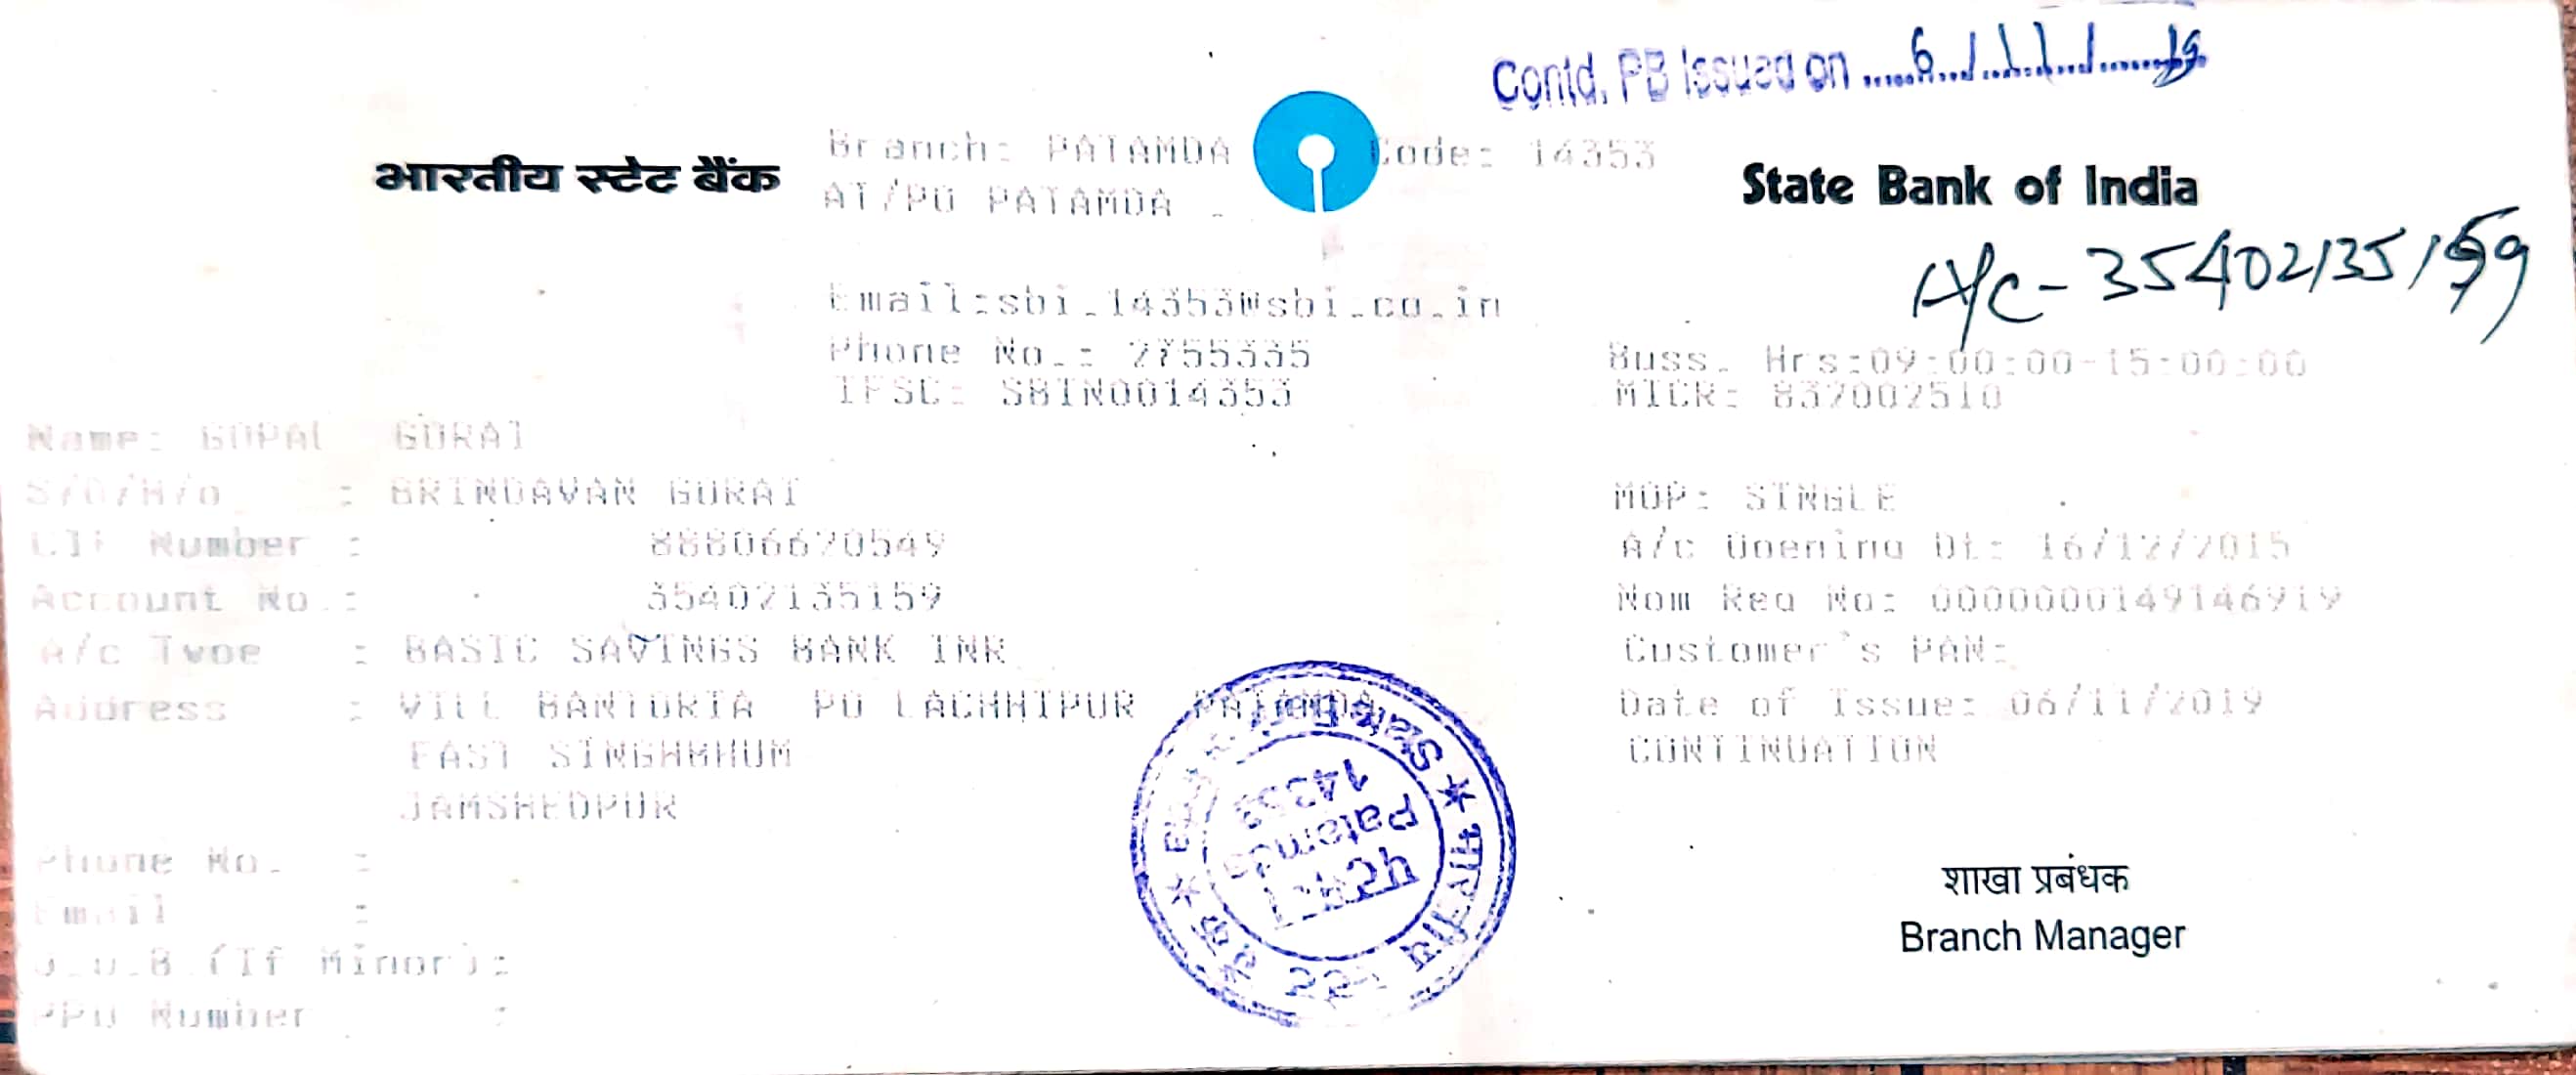 Contd. PB Issued on ......6../.11./......19
भारतीय स्टेट बैंक
State Bank of India
Branch: PATAMDA Code: 14353
AT/PO PATAMDA -
A/C- 35402135159
Email:sbi.14353@sbi.co.in
Phone No.: 2755335 Buss. Hrs:09:00:00-15:00:00
IFSC: SBIN0014353 MICR: 832002510
Name: GOPAL GORAI
S/O/H/o : BRINDAVAN GORAI MOP: SINGLE
CIF Number : 88806620549 A/c Opening Dt: 16/12/2015
Account No.: 35402135159 Nom Reg No: 0000000149146919
A/c Type : BASIC SAVINGS BANK INR Customer's PAN:
Address : VILL BANTORIA PO LACHHIPUR PATAMDA Date of Issue: 06/11/2019
EAST SINGHBHUM CONTINUATION
JAMSHEDPUR
Phone No. :
Email :
D.O.B.(If Minor):
PPO Number :
शाखा प्रबंधक
Branch Manager
भारतीय
State
Patamda
14353